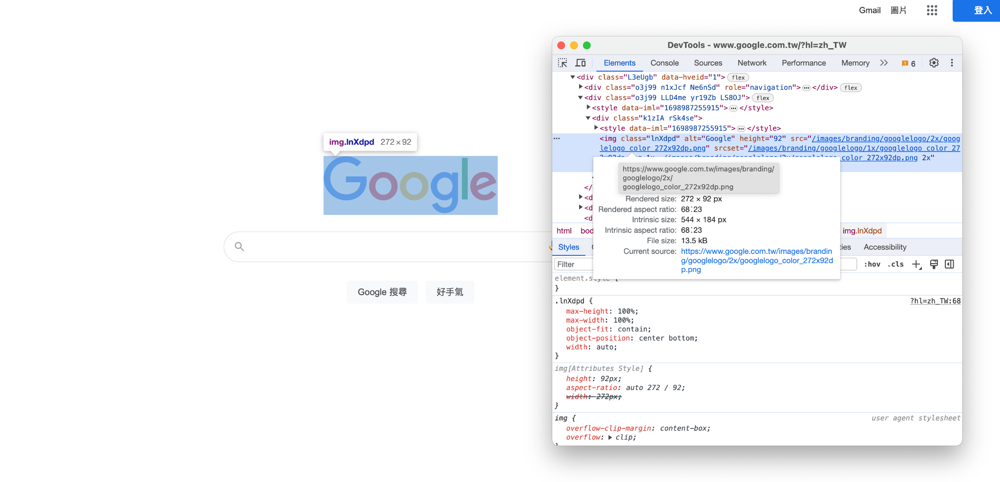 Gmail 圖片 登入
img.lnXdpd 272 × 92
Google
Google 搜尋 好手氣
DevTools - www.google.com.tw/?hl=zh_TW
Elements Console Sources Network Performance Memory 6
<div class="L3eUgb" data-hveid="1"> flex
<div class="o3j99 n1xJcf Ne6nSd" role="navigation"> … </div> flex
<div class="o3j99 LLD4me yr19Zb LS8OJ"> flex
<style data-iml="1698987255915"> … </style>
<div class="k1zIA rSk4se">
<style data-iml="1698987255915"> … </style>
<img class="lnXdpd" alt="Google" height="92" src="/images/branding/googlelogo/2x/goog
lelogo_color_272x92dp.png" srcset="/images/branding/googlelogo/1x/googlelogo_color_27
color_272x92dp.png 2x"
https://www.google.com.tw/images/branding/
googlelogo/2x/
googlelogo_color_272x92dp.png
</
<d
<d
<d
Rendered size: 272 × 92 px
Rendered aspect ratio: 68∶23
Intrinsic size: 544 × 184 px
Intrinsic aspect ratio: 68∶23
File size: 13.5 kB
Current source: https://www.google.com.tw/images/brandin
g/googlelogo/2x/googlelogo_color_272x92d
p.png
html bod img.lnXdpd
Styles ties Accessibility
Filter :hov .cls
element.style {
}
.lnXdpd { ?hl=zh_TW:68
max-height: 100%;
max-width: 100%;
object-fit: contain;
object-position: center bottom;
width: auto;
}
img[Attributes Style] {
height: 92px;
aspect-ratio: auto 272 / 92;
width: 272px;
}
img { user agent stylesheet
overflow-clip-margin: content-box;
overflow: clip;